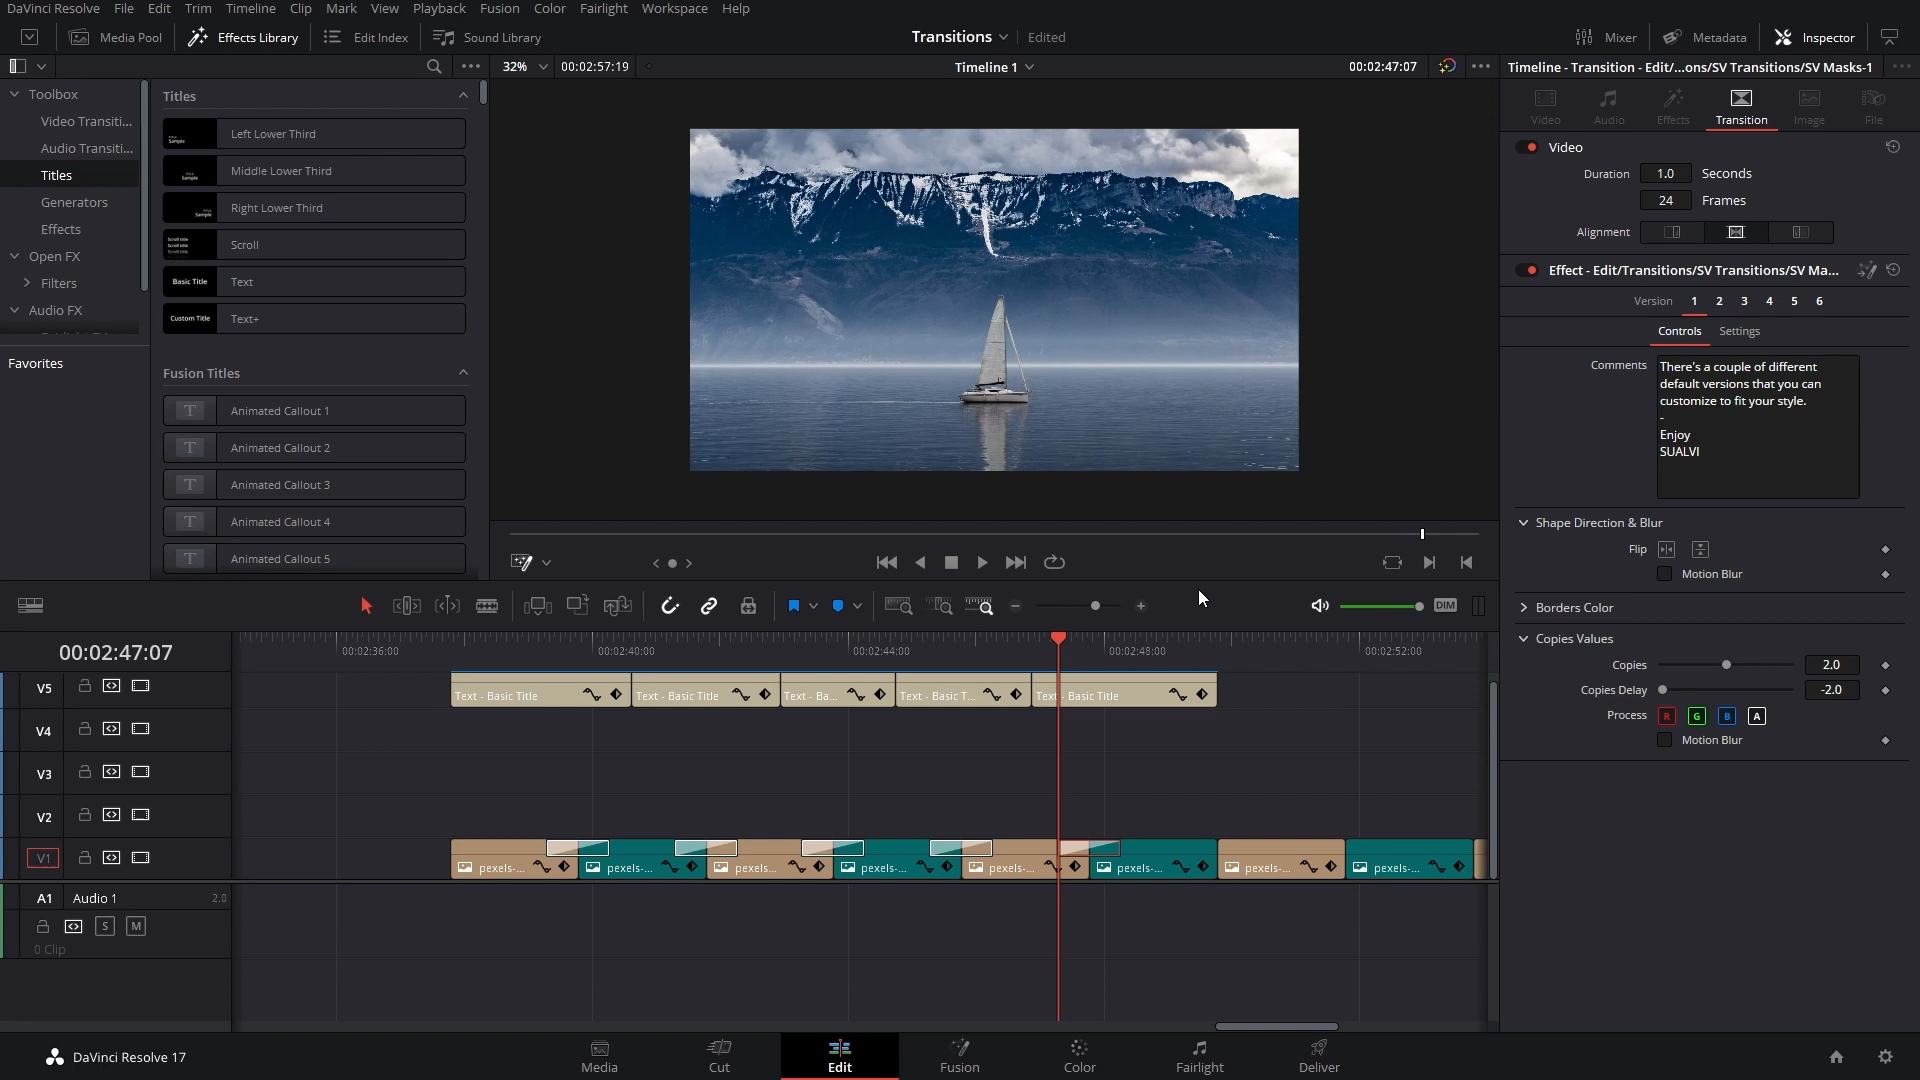 DaVinci Resolve File Edit Trim Timeline Clip Mark View Playback Fusion Color Fairlight Workspace Help
Media Pool Effects Library Edit Index Sound Library Transitions Edited Mixer Metadata Inspector
32% 00:02:57:19 Timeline 1 00:02:47:07 Timeline - Transition - Edit/...ons/SV Transitions/SV Masks-1
Toolbox
Video Transiti...
Audio Transiti...
Titles
Generators
Effects
Open FX
Filters
Audio FX
Favorites
Titles
Left Lower Third
Middle Lower Third
Right Lower Third
Scroll
Basic Title Text
Custom Title Text+
Fusion Titles
T Animated Callout 1
T Animated Callout 2
T Animated Callout 3
T Animated Callout 4
T Animated Callout 5
Video Audio Effects Transition Image File
Video
Duration 1.0 Seconds
24 Frames
Alignment
Effect - Edit/Transitions/SV Transitions/SV Ma...
Version 1 2 3 4 5 6
Controls Settings
Comments
There's a couple of different
default versions that you can
customize to fit your style.
-
Enjoy
SUALVI
Shape Direction & Blur
Flip
Motion Blur
Borders Color
Copies Values
Copies 2.0
Copies Delay -2.0
Process R G B A
Motion Blur
DIM
00:02:47:07 00:02:36:00 00:02:40:00 00:02:44:00 00:02:48:00 00:02:52:00
V5 Text - Basic Title Text - Basic Title Text - Ba... Text - Basic T... Text - Basic Title
V4
V3
V2
V1 pexels-... pexels-... pexels-... pexels-... pexels-... pexels-... pexels-... pexels-...
A1 Audio 1 2.0
S M
0 Clip
DaVinci Resolve 17 Media Cut Edit Fusion Color Fairlight Deliver